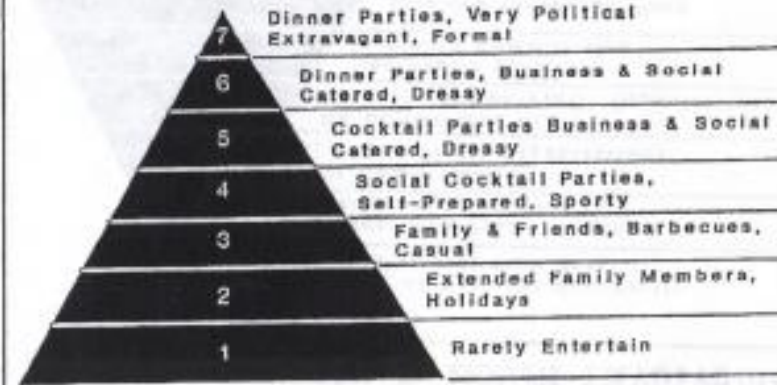 7
Dinner Parties, Very Political
Extravagant, Formal
6
Dinner Parties, Business & Social
Catered, Dressy
5
Cocktail Parties Business & Social
Catered, Dressy
4
Social Cocktail Parties,
Self-Prepared, Sporty
3
Family & Friends, Barbecues,
Casual
2
Extended Family Members,
Holidays
1
Rarely Entertain